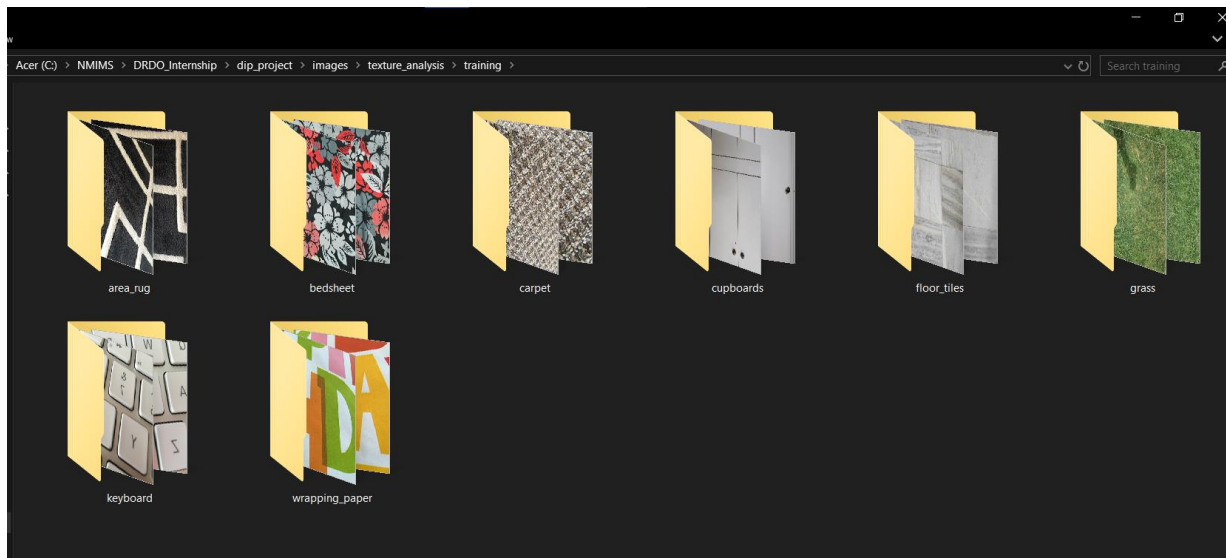 w
Acer (C:) > NMIMS > DRDO_Internship > dip_project > images > texture_analysis > training >
Search training
area_rug
bedsheet
carpet
cupboards
floor_tiles
grass
W
A
Y
S
D
A
keyboard
wrapping_paper